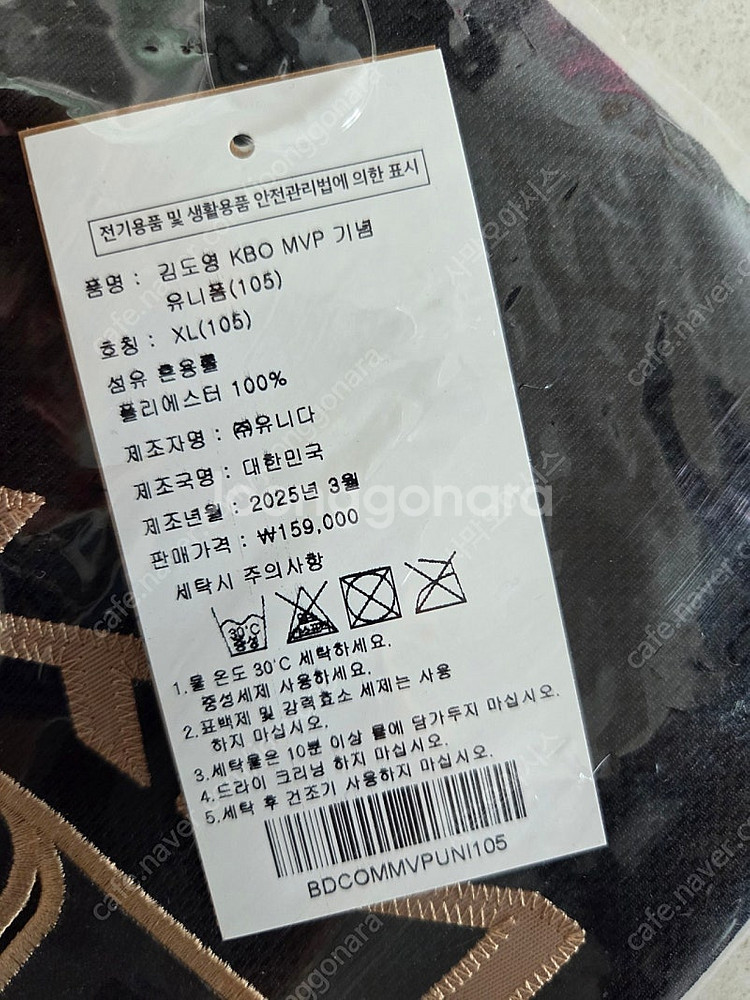 전기용품 및 생활용품 안전관리법에 의한 표시
품명 : 김도영 KBO MVP 기념
유니폼(105)
호칭 : XL(105)
섬유 혼용률
폴리에스터 100%
제조자명 : ㈜유니다
제조국명 : 대한민국
제조년월 : 2025년 3월
판매가격 : ₩159,000
세탁시 주의사항
30℃
중성
1.물 온도 30℃ 세탁하세요.
중성세제 사용하세요.
2.표백제 및 강력효소 세제는 사용
하지 마십시오.
3.세탁물은 10분 이상 물에 담가두지 마십시오.
4.드라이 크리닝 하지 마십시오.
5.세탁 후 건조기 사용하지 마십시오.
BDCOMMVPUNI105
joonggonara
cafe.naver.com/joonggonara